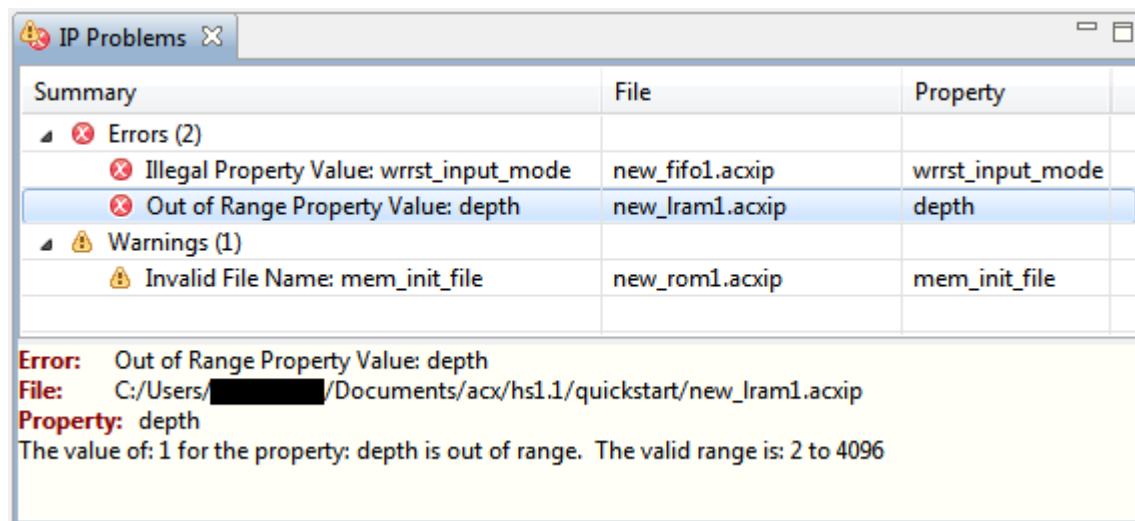 IP Problems
Summary File Property
Errors (2)
Illegal Property Value: wrrst_input_mode new_fifo1.acxip wrrst_input_mode
Out of Range Property Value: depth new_lram1.acxip depth
Warnings (1)
Invalid File Name: mem_init_file new_rom1.acxip mem_init_file
Error: Out of Range Property Value: depth
File: C:/Users/ /Documents/acx/hs1.1/quickstart/new_lram1.acxip
Property: depth
The value of: 1 for the property: depth is out of range. The valid range is: 2 to 4096